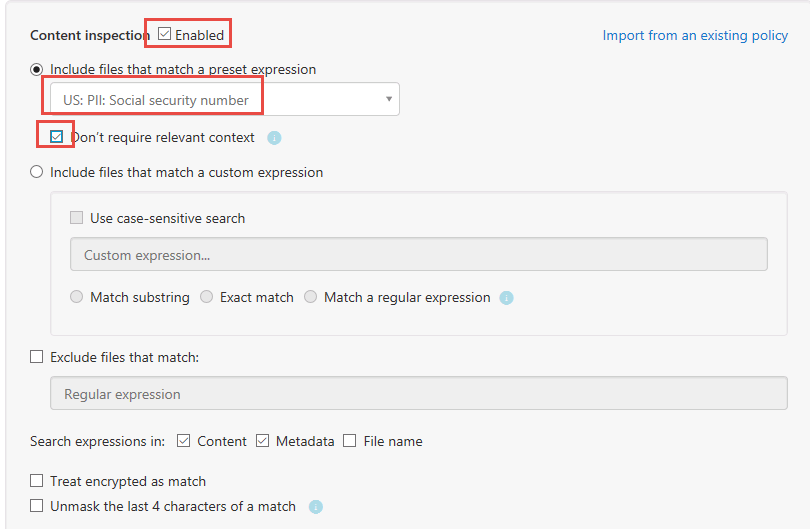 Content inspection Enabled Import from an existing policy
Include files that match a preset expression
US: PII: Social security number
Don't require relevant context
Include files that match a custom expression
Use case-sensitive search
Custom expression...
Match substring Exact match Match a regular expression
Exclude files that match:
Regular expression
Search expressions in: Content Metadata File name
Treat encrypted as match
Unmask the last 4 characters of a match